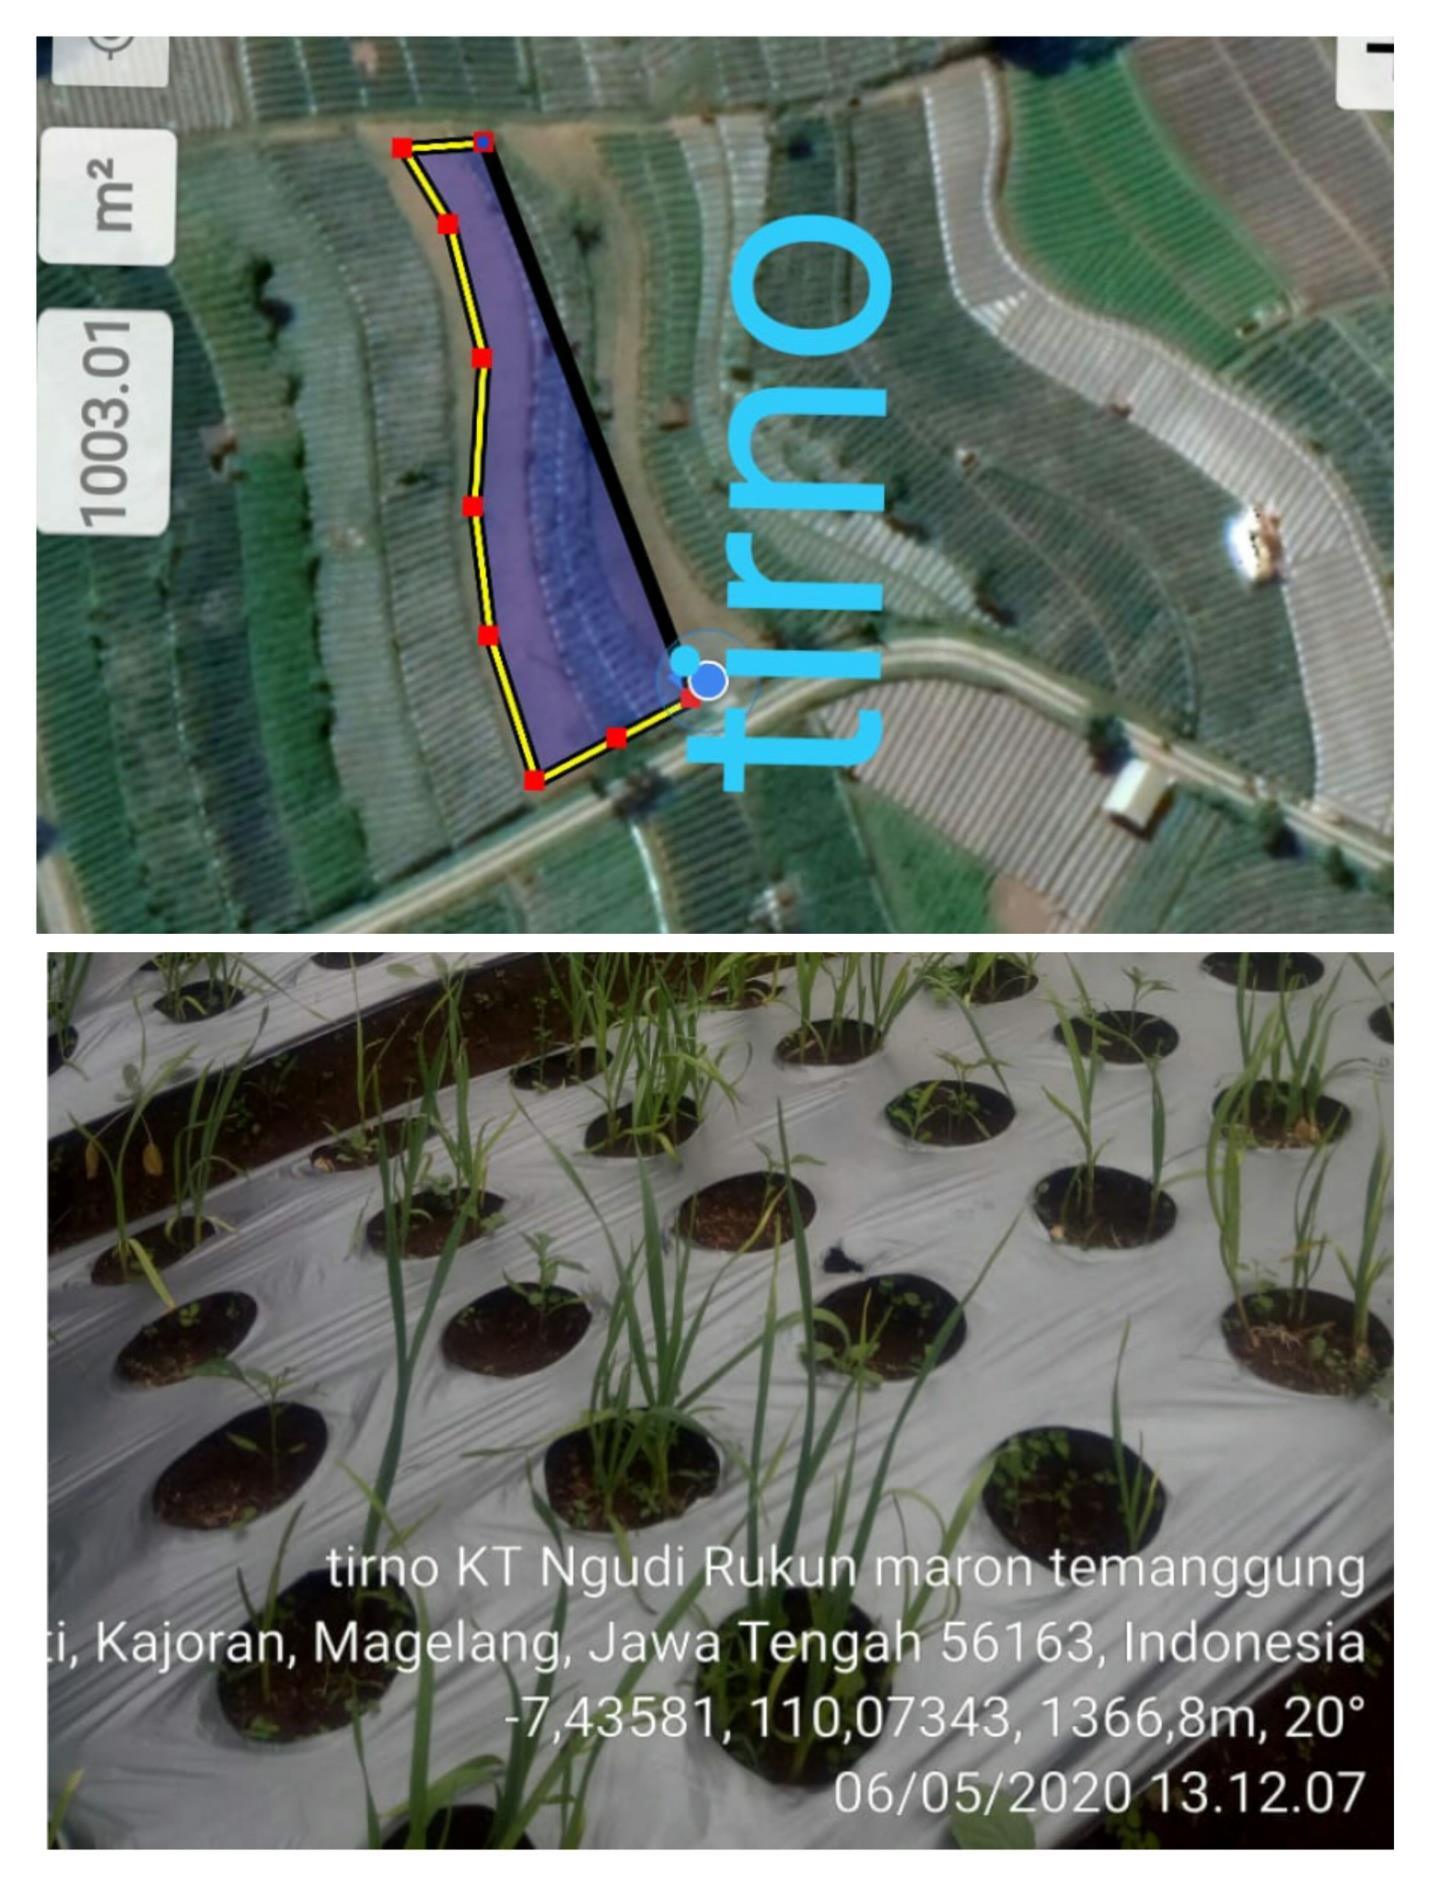 m²
1003.01
tirno
tirno KT Ngudi Rukun maron temanggung
Kajoran, Magelang, Jawa Tengah 56163, Indonesia
-7,43581, 110,07343, 1366,8m, 20°
06/05/2020 13.12.07